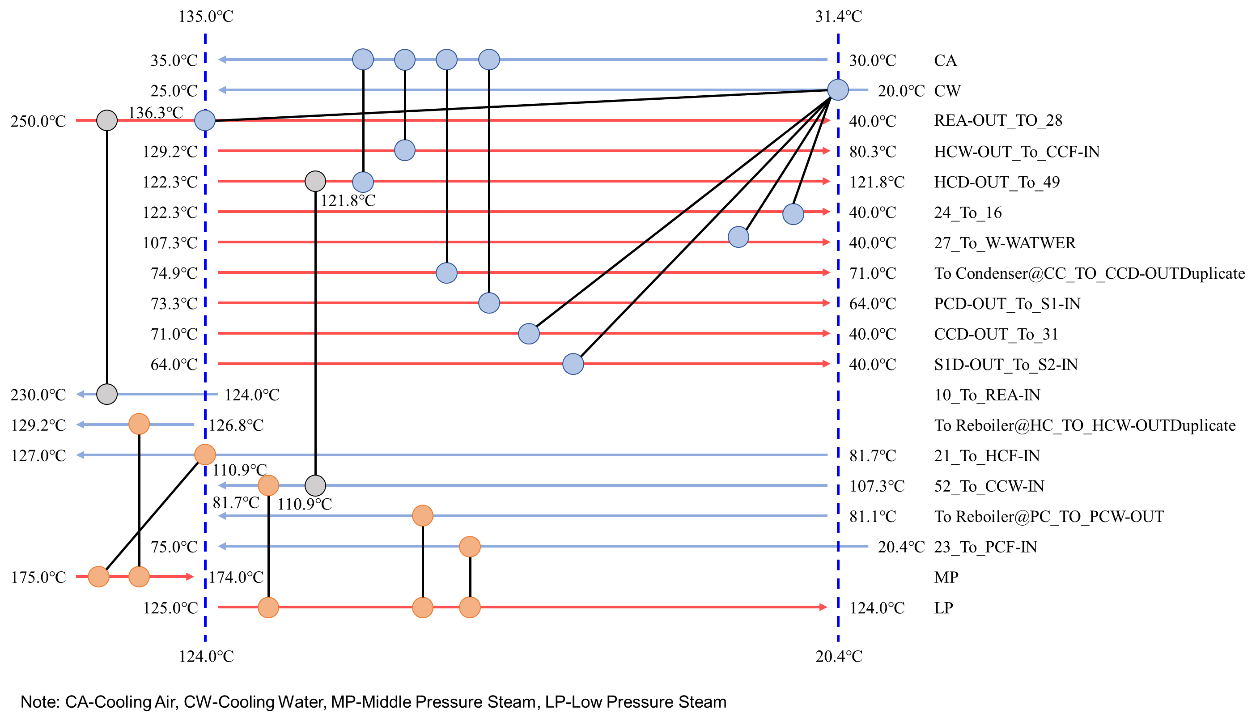 135.0℃ 31.4℃
35.0℃ 30.0℃ CA
25.0℃ 20.0℃ CW
136.3℃
250.0℃ 40.0℃ REA-OUT_TO_28
129.2℃ 80.3℃ HCW-OUT_To_CCF-IN
122.3℃ 121.8℃ HCD-OUT_To_49
121.8℃
122.3℃ 40.0℃ 24_To_16
107.3℃ 40.0℃ 27_To_W-WATWER
74.9℃ 71.0℃ To Condenser@CC_TO_CCD-OUTDuplicate
73.3℃ 64.0℃ PCD-OUT_To_S1-IN
71.0℃ 40.0℃ CCD-OUT_To_31
64.0℃ 40.0℃ S1D-OUT_To_S2-IN
230.0℃ 124.0℃ 10_To_REA-IN
129.2℃ 126.8℃ To Reboiler@HC_TO_HCW-OUTDuplicate
127.0℃ 81.7℃ 21_To_HCF-IN
110.9℃
107.3℃ 52_To_CCW-IN
81.7℃ 110.9℃
81.1℃ To Reboiler@PC_TO_PCW-OUT
75.0℃ 20.4℃ 23_To_PCF-IN
175.0℃ 174.0℃ MP
125.0℃ 124.0℃ LP
124.0℃ 20.4℃
Note: CA-Cooling Air, CW-Cooling Water, MP-Middle Pressure Steam, LP-Low Pressure Steam